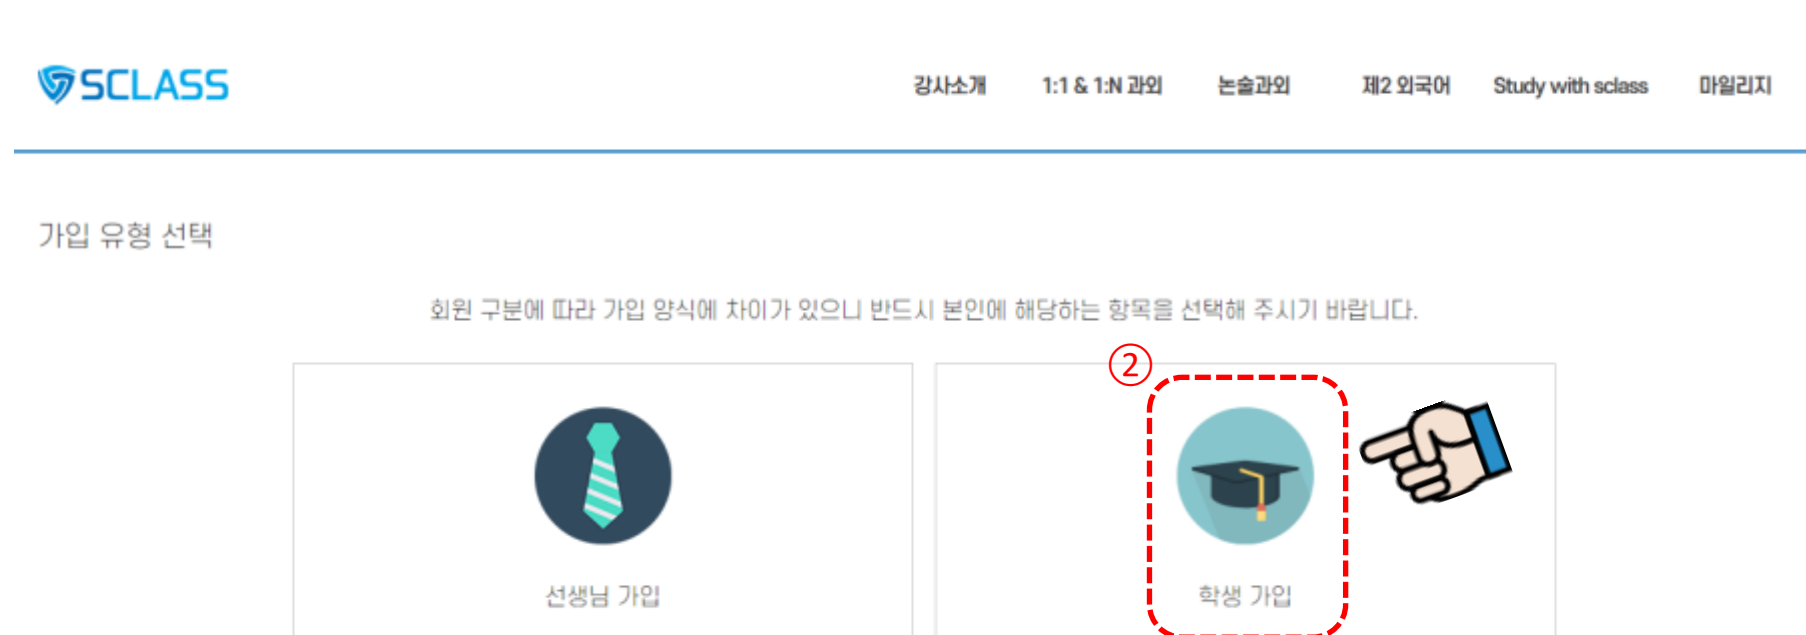 SCLASS 강사소개 1:1 & 1:N 과외 논술과외 제2 외국어 Study with sclass 마일리지
가입 유형 선택
회원 구분에 따라 가입 양식에 차이가 있으니 반드시 본인에 해당하는 항목을 선택해 주시기 바랍니다.
②
선생님 가입 학생 가입